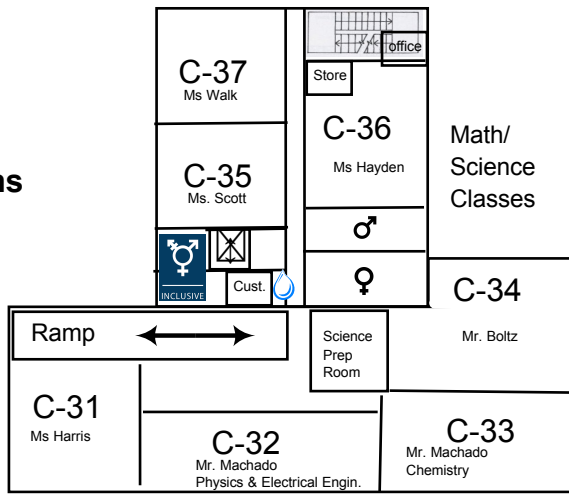 office
C-37
Ms Walk
Store
C-36
Ms Hayden
Math/
Science
Classes
ns
C-35
Ms. Scott
INCLUSIVE
Cust.
C-34
Mr. Boltz
Ramp
Science
Prep
Room
C-31
Ms Harris
C-32
Mr. Machado
Physics & Electrical Engin.
C-33
Mr. Machado
Chemistry